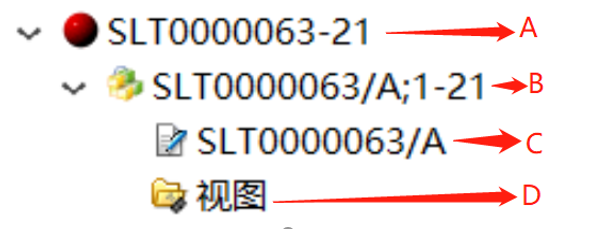 SLT0000063-21 A
SLT0000063/A;1-21 B
SLT0000063/A C
视图 D